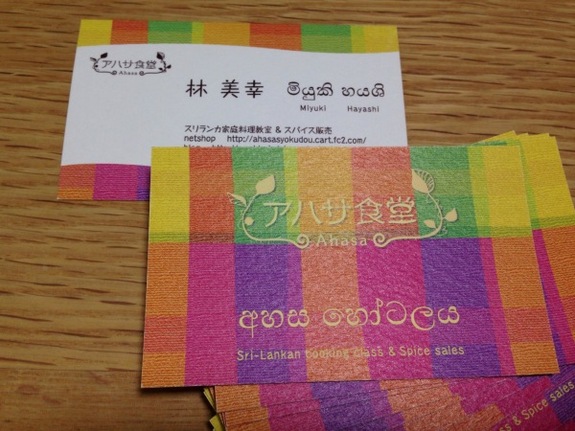 アハサ食堂
Ahasa
林 美幸 මියුකි හයශි
Miyuki Hayashi
スリランカ家庭料理教室 & スパイス販売
netshop http://ahasasyokudou.cart.fc2.com/
アハサ食堂
Ahasa
අහස හෝටලය
Sri-Lankan cooking class & Spice sales
& Spice sales